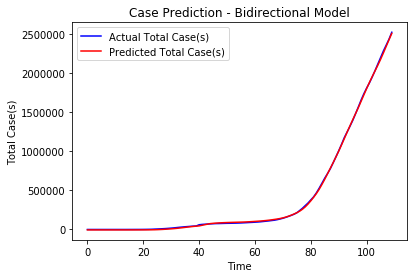 Case Prediction - Bidirectional Model
Actual Total Case(s)
Predicted Total Case(s)
2500000
2000000
1500000
1000000
500000
0
Total Case(s)
0 20 40 60 80 100
Time